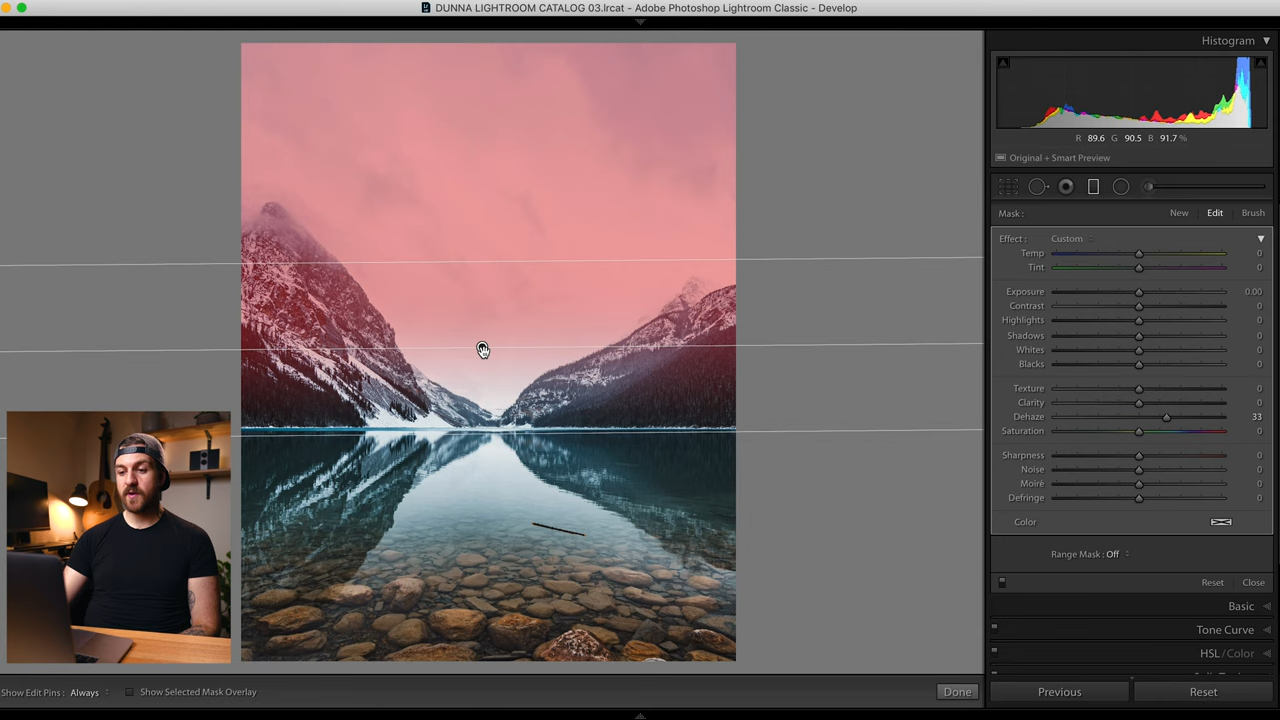 DUNNA LIGHTROOM CATALOG 03.lrcat - Adobe Photoshop Lightroom Classic - Develop
Histogram
R 89.6 G 90.5 B 91.7 %
Original + Smart Preview
Mask : New Edit Brush
Effect : Custom
Temp 0
Tint 0
Exposure 0.00
Contrast 0
Highlights 0
Shadows 0
Whites 0
Blacks 0
Texture 0
Clarity 0
Dehaze 33
Saturation 0
Sharpness 0
Noise 0
Moiré 0
Defringe 0
Color
Range Mask : Off
Reset Close
Basic
Tone Curve
HSL / Color
Show Edit Pins : Always Show Selected Mask Overlay Done Previous Reset